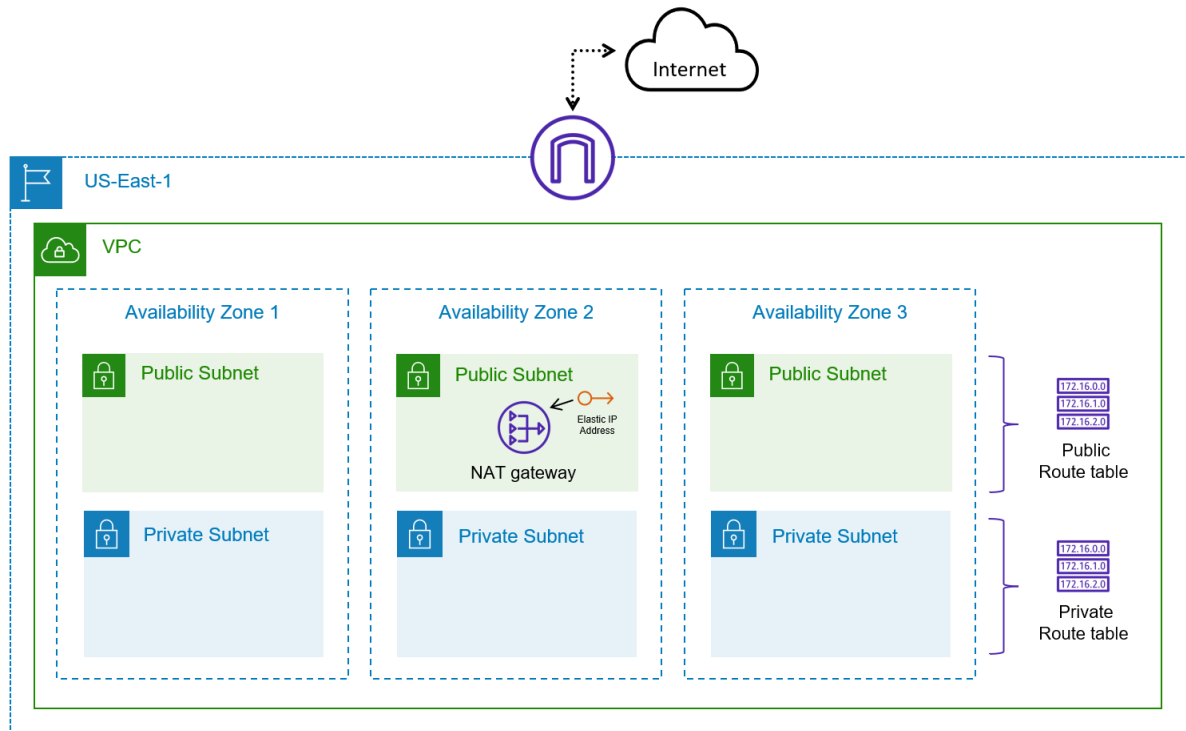 Internet
US-East-1
VPC
Availability Zone 1
Availability Zone 2
Availability Zone 3
Public Subnet
Public Subnet
Public Subnet
Elastic IP
Address
NAT gateway
172.16.0.0
172.16.1.0
172.16.2.0
Public
Route table
Private Subnet
Private Subnet
Private Subnet
172.16.0.0
172.16.1.0
172.16.2.0
Private
Route table